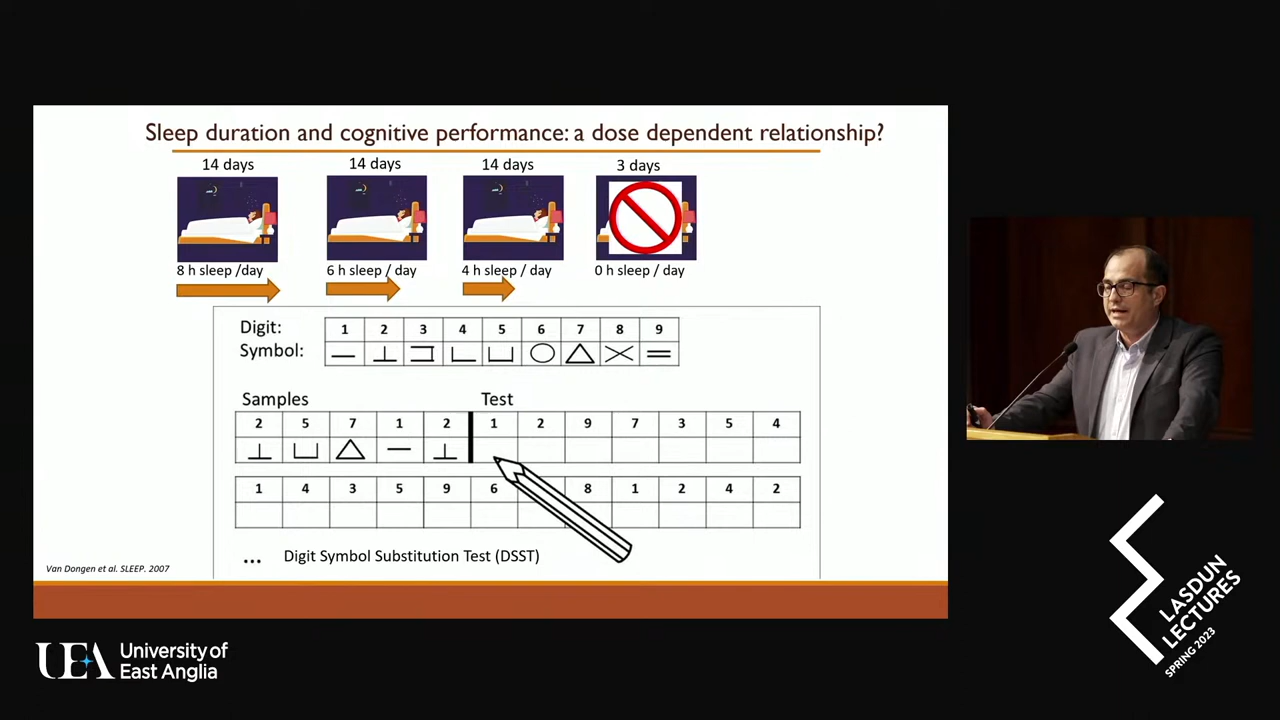 Sleep duration and cognitive performance: a dose dependent relationship?
14 days 14 days 14 days 3 days
8 h sleep /day 6 h sleep / day 4 h sleep / day 0 h sleep / day
Digit: 1 2 3 4 5 6 7 8 9
Symbol:
Samples Test
2 5 7 1 2 1 2 9 7 3 5 4
1 4 3 5 9 6 8 1 2 4 2
... Digit Symbol Substitution Test (DSST)
Van Dongen et al. SLEEP. 2007
UEA University of
East Anglia
LASDUN
LECTURES
SPRING 2023